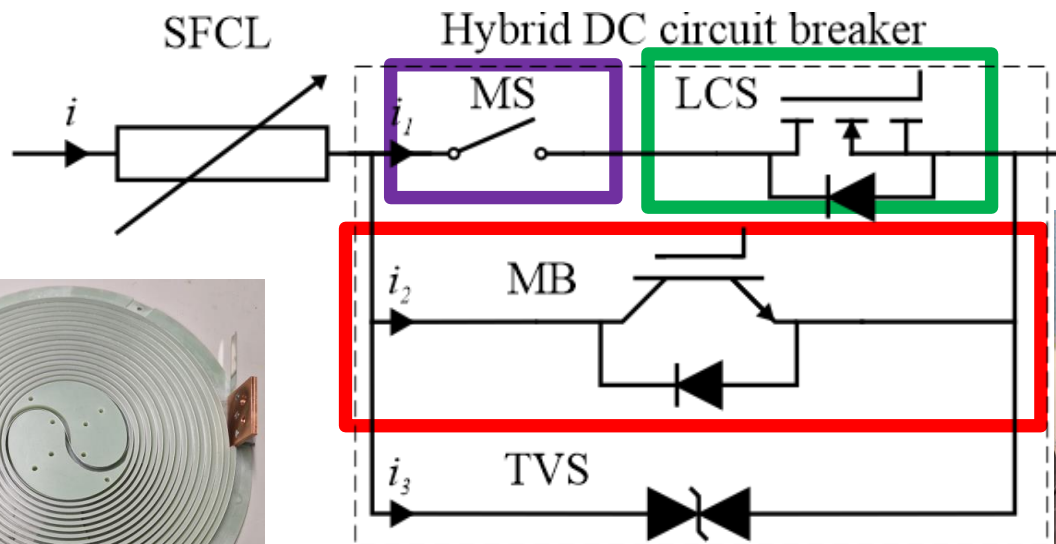 SFCL
Hybrid DC circuit breaker
i
i₁
MS
LCS
i₂
MB
i₃
TVS